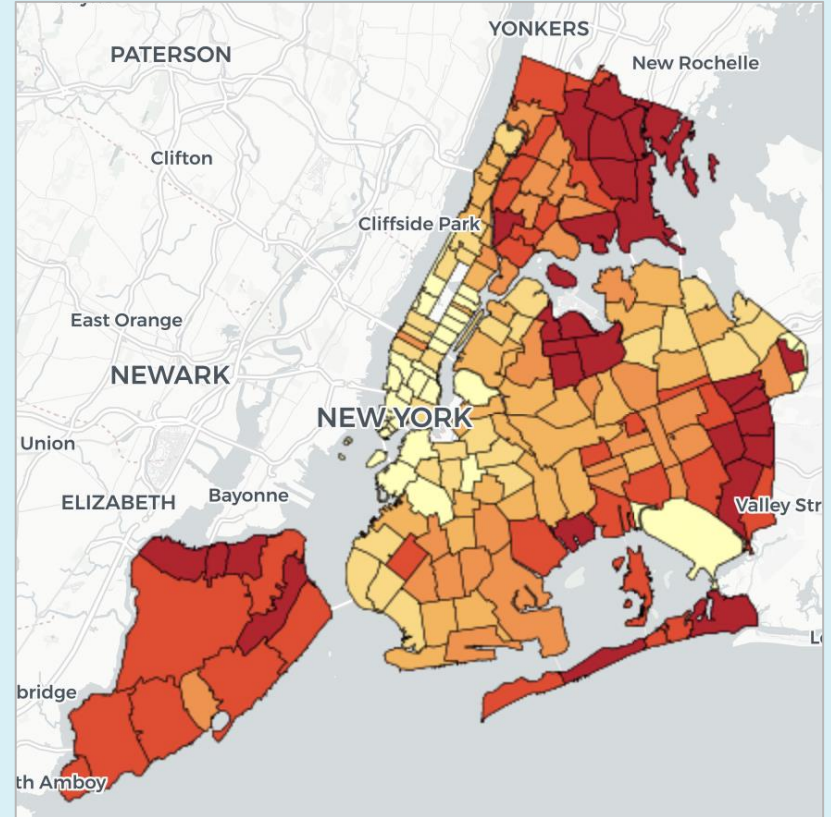 YONKERS
PATERSON
New Rochelle
Clifton
Cliffside Park
East Orange
NEWARK
NEW YORK
Union
ELIZABETH
Bayonne
Valley Str
bridge
th Amboy